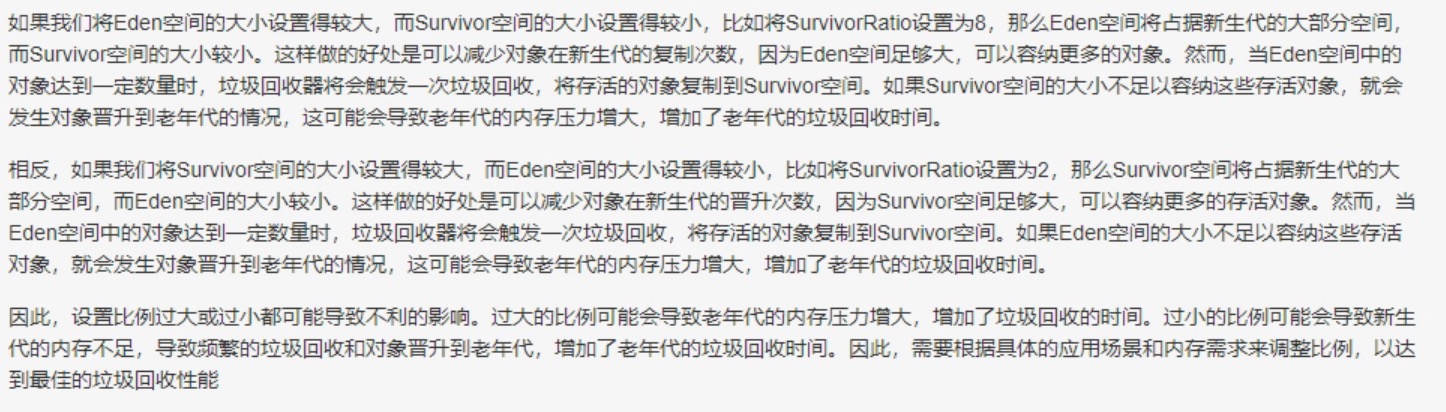 如果我们将Eden空间的大小设置得较大，而Survivor空间的大小设置得较小，比如将SurvivorRatio设置为8，那么Eden空间将占据新生代的大部分空间，
而Survivor空间的大小较小。这样做的好处是可以减少对象在新生代的复制次数，因为Eden空间足够大，可以容纳更多的对象。然而，当Eden空间中的
对象达到一定数量时，垃圾回收器将会触发一次垃圾回收，将存活的对象复制到Survivor空间。如果Survivor空间的大小不足以容纳这些存活对象，就会
发生对象晋升到老年代的情况，这可能会导致老年代的内存压力增大，增加了老年代的垃圾回收时间。
相反，如果我们将Survivor空间的大小设置得较大，而Eden空间的大小设置得较小，比如将SurvivorRatio设置为2，那么Survivor空间将占据新生代的大
部分空间，而Eden空间的大小较小。这样做的好处是可以减少对象在新生代的晋升次数，因为Survivor空间足够大，可以容纳更多的存活对象。然而，当
Eden空间中的对象达到一定数量时，垃圾回收器将会触发一次垃圾回收，将存活的对象复制到Survivor空间。如果Eden空间的大小不足以容纳这些存活
对象，就会发生对象晋升到老年代的情况，这可能会导致老年代的内存压力增大，增加了老年代的垃圾回收时间。
因此，设置比例过大或过小都可能导致不利的影响。过大的比例可能会导致老年代的内存压力增大，增加了垃圾回收的时间。过小的比例可能会导致新生
代的内存不足，导致频繁的垃圾回收和对象晋升到老年代，增加了老年代的垃圾回收时间。因此，需要根据具体的应用场景和内存需求来调整比例，以达
到最佳的垃圾回收性能